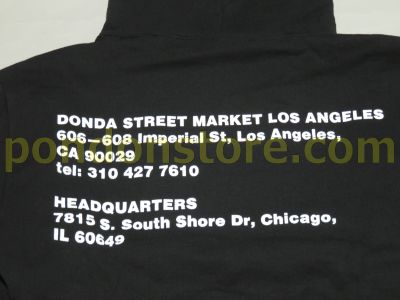 DONDA STREET MARKET LOS ANGELES
606–608 Imperial St, Los Angeles,
CA 90029
tel: 310 427 7610
HEADQUARTERS
7815 S. South Shore Dr, Chicago,
IL 60649